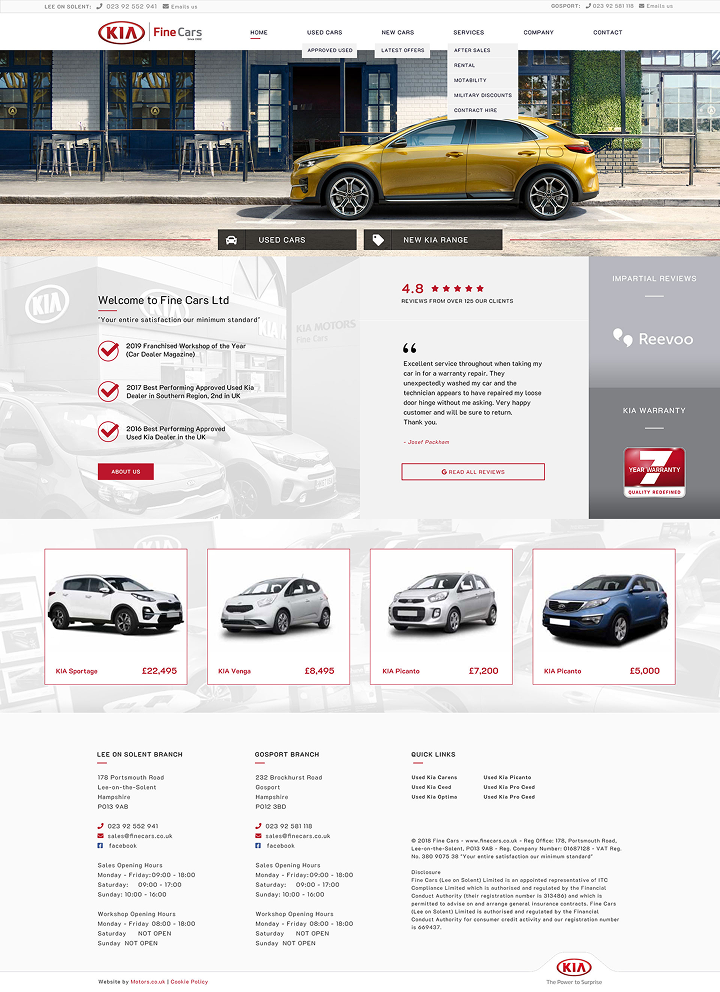 LEE ON SOLENT: 023 92 552 941 Emails us
GOSPORT: 023 92 581 118 Emails us
KIA Fine Cars
HOME
USED CARS
NEW CARS
SERVICES
COMPANY
CONTACT
APPROVED USED
LATEST OFFERS
AFTER SALES
RENTAL
MOTABILITY
MILITARY DISCOUNTS
CONTRACT HIRE
USED CARS
NEW KIA RANGE
Welcome to Fine Cars Ltd
"Your entire satisfaction our minimum standard"
2019 Franchised Workshop of the Year
(Car Dealer Magazine)
2017 Best Performing Approved Used Kia
Dealer in Southern Region, 2nd in UK
2016 Best Performing Approved
Used Kia Dealer in the UK
ABOUT US
KIA
KIA MOTORS
Fine Cars
4.8
REVIEWS FROM OVER 125 OUR CLIENTS
“
Excellent service throughout when taking my
car in for a warranty repair. They
unexpectedly washed my car and the
technician appears to have repaired my loose
door hinge without me asking. Very happy
customer and will be sure to return.
Thank you.
- Josef Packham
READ ALL REVIEWS
IMPARTIAL REVIEWS
Reevoo
KIA WARRANTY
7
YEAR WARRANTY
QUALITY REDEFINED
KIA Sportage £22,495
KIA Venga £8,495
KIA Picanto £7,200
KIA Picanto £5,000
LEE ON SOLENT BRANCH
178 Portsmouth Road
Lee-on-the-Solent
Hampshire
PO13 9AB
023 92 552 941
sales@finecars.co.uk
facebook
Sales Opening Hours
Monday - Friday:09:00 - 18:00
Saturday: 09:00 - 17:00
Sunday: 10:00 - 16:00
Workshop Opening Hours
Monday - Friday 08:00 - 18:00
Saturday NOT OPEN
Sunday NOT OPEN
GOSPORT BRANCH
232 Brockhurst Road
Gosport
Hampshire
PO12 3BD
023 92 581 118
sales@finecars.co.uk
facebook
Sales Opening Hours
Monday - Friday:09:00 - 18:00
Saturday: 09:00 - 17:00
Sunday: 10:00 - 16:00
Workshop Opening Hours
Monday - Friday 08:00 - 18:00
Saturday NOT OPEN
Sunday NOT OPEN
QUICK LINKS
Used Kia Carens
Used Kia Ceed
Used Kia Optima
Used Kia Picanto
Used Kia Pro Ceed
Used Kia Pro Ceed
© 2018 Fine Cars - www.finecars.co.uk - Reg Office: 178, Portsmouth Road,
Lee-on-the-Solent, PO13 9AB - Reg. Company Number: 01687128 - VAT Reg.
No. 380 9075 38 "Your entire satisfaction our minimum standard"
Disclosure
Fine Cars (Lee on Solent) Limited is an appointed representative of ITC
Compliance Limited which is authorised and regulated by the Financial
Conduct Authority (their registration number is 313486) and which is
permitted to advise on and arrange general insurance contracts. Fine Cars
(Lee on Solent) Limited is authorised and regulated by the Financial
Conduct Authority for consumer credit activity and our registration number
is 669437.
Website by Motors.co.uk | Cookie Policy
KIA
The Power to Surprise